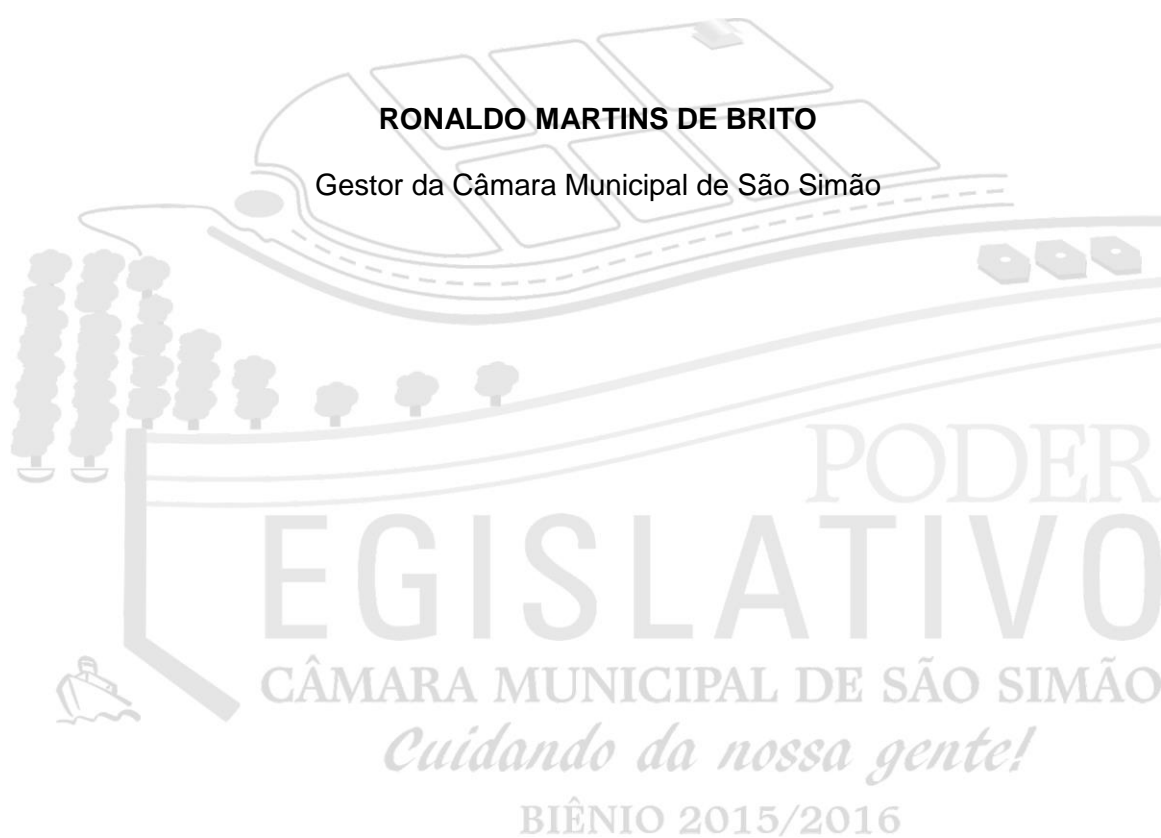 RONALDO MARTINS DE BRITO
Gestor da Câmara Municipal de São Simão
PODER
EGISLATIVO
CÂMARA MUNICIPAL DE SÃO SIMÃO
Cuidando da nossa gente!
BIÊNIO 2015/2016